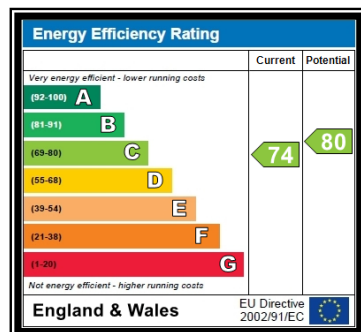 Energy Efficiency Rating
Current Potential
Very energy efficient - lower running costs
(92-100) A
(81-91) B
(69-80) C
(55-68) D
(39-54) E
(21-38) F
(1-20) G
74
80
Not energy efficient - higher running costs
England & Wales
EU Directive
2002/91/EC